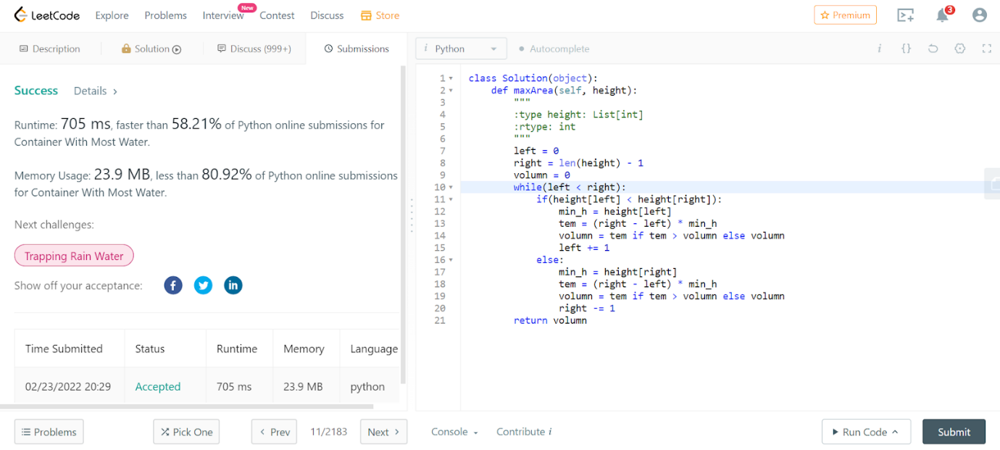 LeetCode Explore Problems Interview New Contest Discuss Store Premium 3
Description Solution Discuss (999+) Submissions
i Python Autocomplete i {}
Success Details >
Runtime: 705 ms, faster than 58.21% of Python online submissions for
Container With Most Water.
Memory Usage: 23.9 MB, less than 80.92% of Python online submissions
for Container With Most Water.
Next challenges:
Trapping Rain Water
Show off your acceptance:
Time Submitted Status Runtime Memory Language
02/23/2022 20:29 Accepted 705 ms 23.9 MB python
1 class Solution(object):
2 def maxArea(self, height):
3 """
4 :type height: List[int]
5 :rtype: int
6 """
7 left = 0
8 right = len(height) - 1
9 volumn = 0
10 while(left < right):
11 if(height[left] < height[right]):
12 min_h = height[left]
13 tem = (right - left) * min_h
14 volumn = tem if tem > volumn else volumn
15 left += 1
16 else:
17 min_h = height[right]
18 tem = (right - left) * min_h
19 volumn = tem if tem > volumn else volumn
20 right -= 1
21 return volumn
Problems Pick One < Prev 11/2183 Next > Console Contribute i Run Code Submit